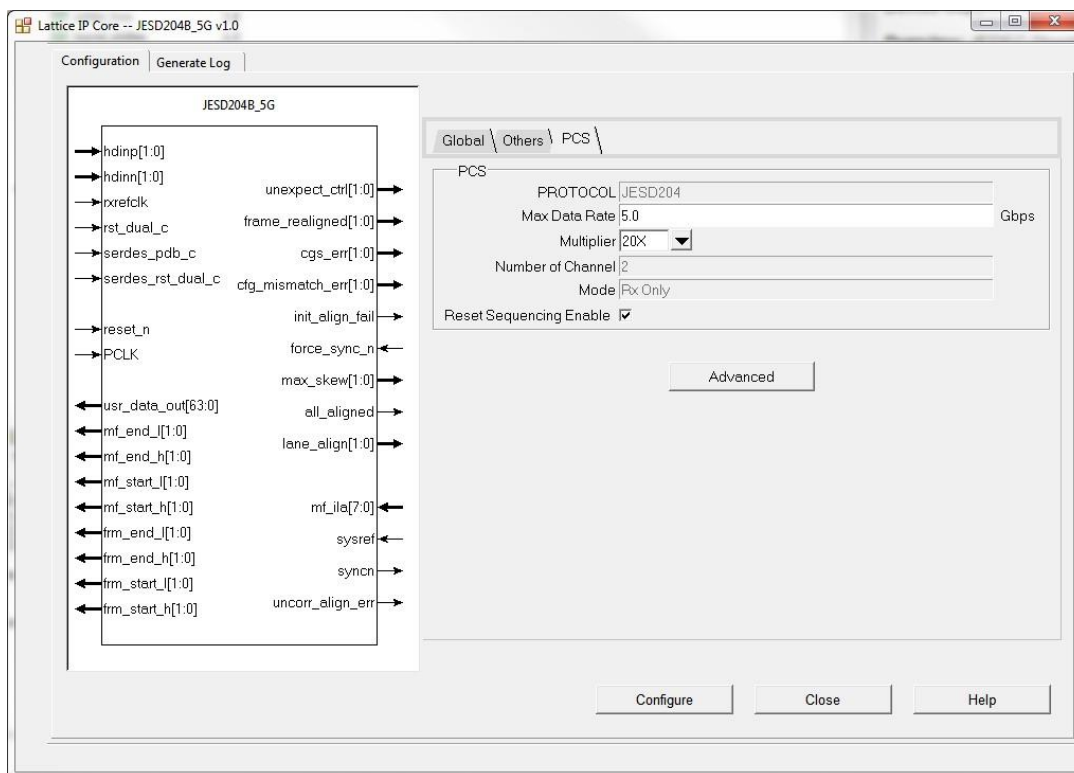 Lattice IP Core -- JESD204B_5G v1.0
Configuration
Generate Log
JESD204B_5G
hdinp[1:0]
hdinn[1:0]
rxrefclk
rst_dual_c
serdes_pdb_c
serdes_rst_dual_c
reset_n
PCLK
usr_data_out[63:0]
mf_end_l[1:0]
mf_end_h[1:0]
mf_start_l[1:0]
mf_start_h[1:0]
frm_end_l[1:0]
frm_end_h[1:0]
frm_start_l[1:0]
frm_start_h[1:0]
unexpect_ctrl[1:0]
frame_realigned[1:0]
cgs_err[1:0]
cfg_mismatch_err[1:0]
init_align_fail
force_sync_n
max_skew[1:0]
all_aligned
lane_align[1:0]
mf_ila[7:0]
sysref
syncn
uncorr_align_err
Global Others PCS
PCS
PROTOCOL JESD204
Max Data Rate 5.0 Gbps
Multiplier 20X
Number of Channel 2
Mode Rx Only
Reset Sequencing Enable
Advanced
Configure Close Help